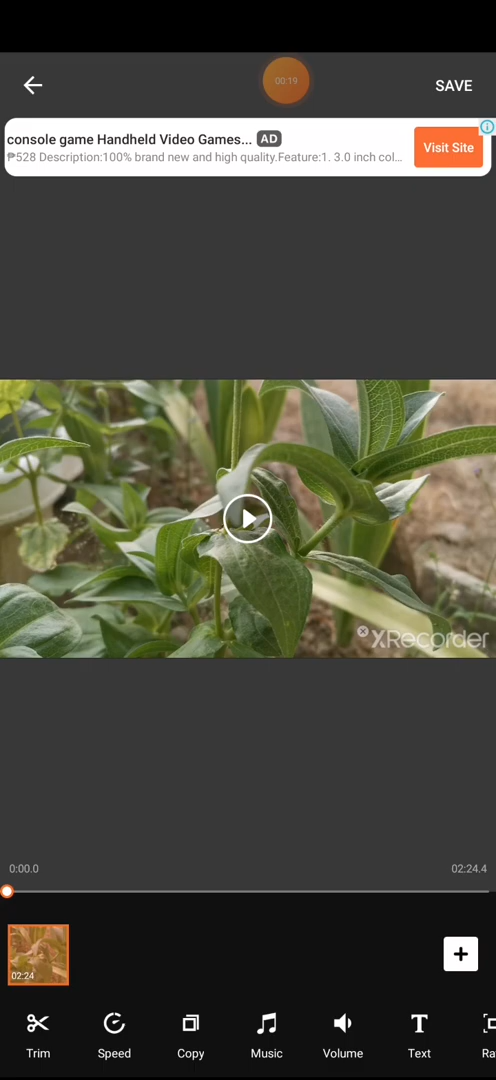 00:19
SAVE
console game Handheld Video Games... AD
₱528 Description:100% brand new and high quality.Feature:1. 3.0 inch col...
Visit Site
XRecorder
0:00.0
02:24.4
02:24
Trim
Speed
Copy
Music
Volume
Text
Ra